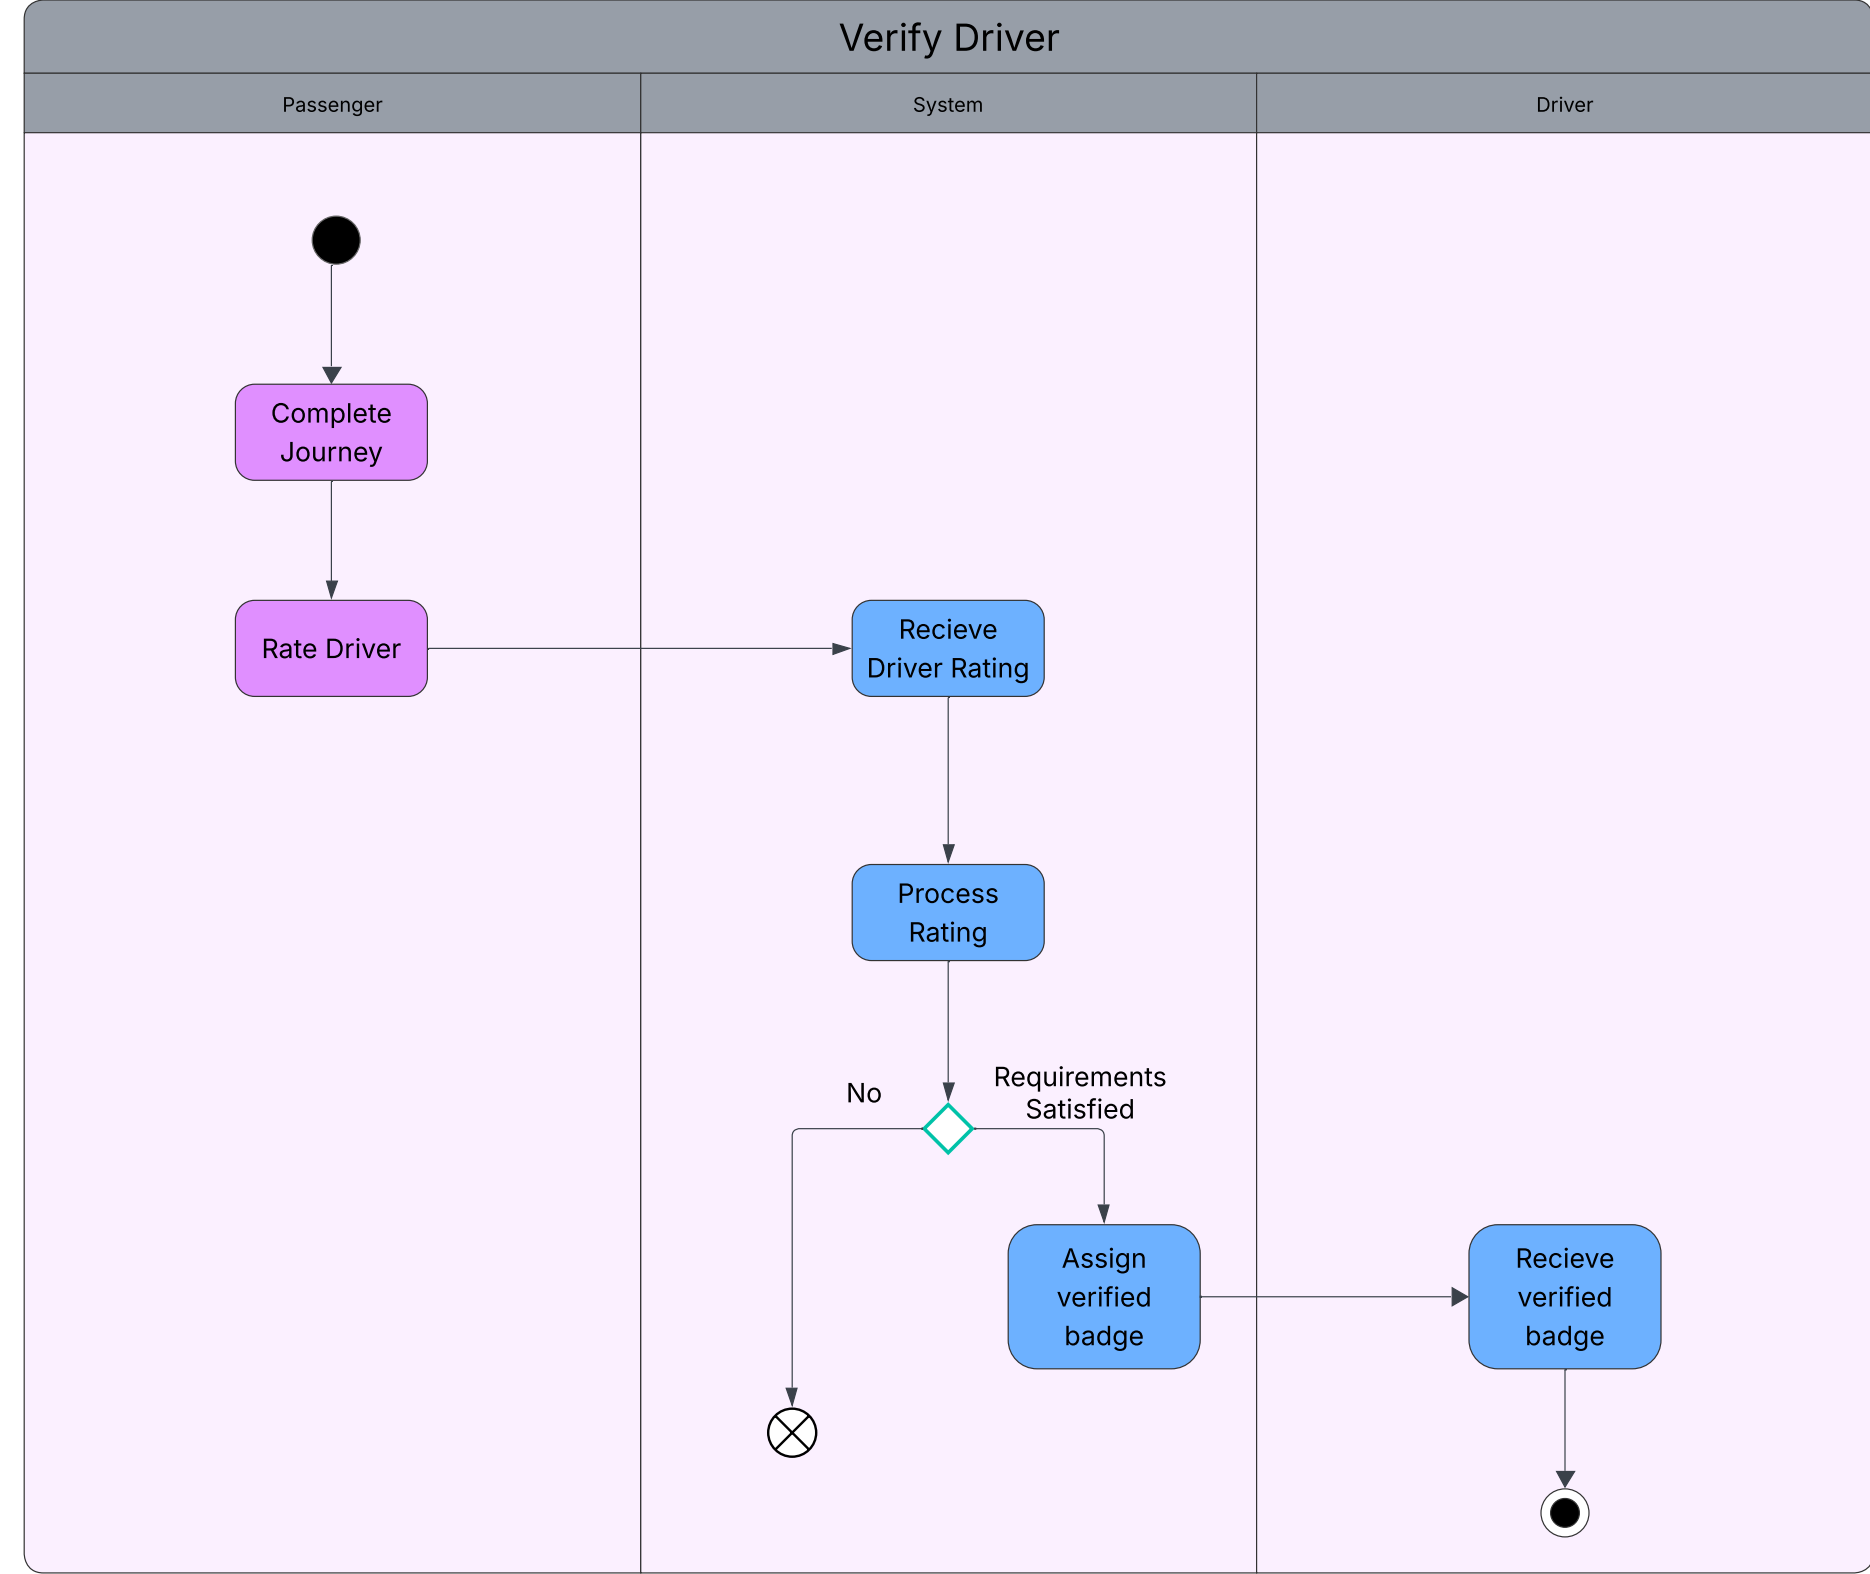 Verify Driver
Passenger
System
Driver
Complete
Journey
Rate Driver
Recieve
Driver Rating
Process
Rating
No
Requirements
Satisfied
Assign
verified
badge
Recieve
verified
badge